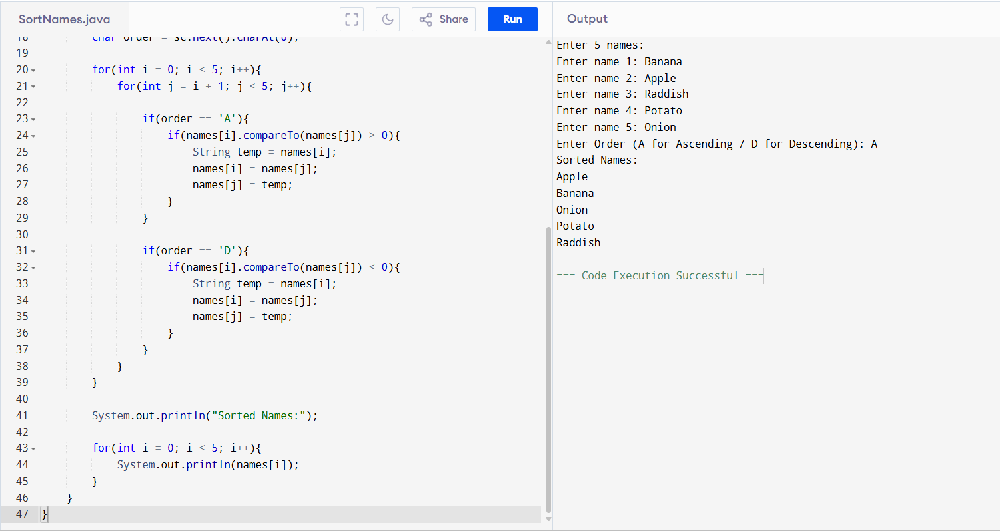 SortNames.java
Share
Run
Output
18 char order = sc.next().charAt(0);
19
20 for(int i = 0; i < 5; i++){
21 for(int j = i + 1; j < 5; j++){
22
23 if(order == 'A'){
24 if(names[i].compareTo(names[j]) > 0){
25 String temp = names[i];
26 names[i] = names[j];
27 names[j] = temp;
28 }
29 }
30
31 if(order == 'D'){
32 if(names[i].compareTo(names[j]) < 0){
33 String temp = names[i];
34 names[i] = names[j];
35 names[j] = temp;
36 }
37 }
38 }
39 }
40
41 System.out.println("Sorted Names:");
42
43 for(int i = 0; i < 5; i++){
44 System.out.println(names[i]);
45 }
46 }
47 }
Enter 5 names:
Enter name 1: Banana
Enter name 2: Apple
Enter name 3: Raddish
Enter name 4: Potato
Enter name 5: Onion
Enter Order (A for Ascending / D for Descending): A
Sorted Names:
Apple
Banana
Onion
Potato
Raddish
=== Code Execution Successful ===